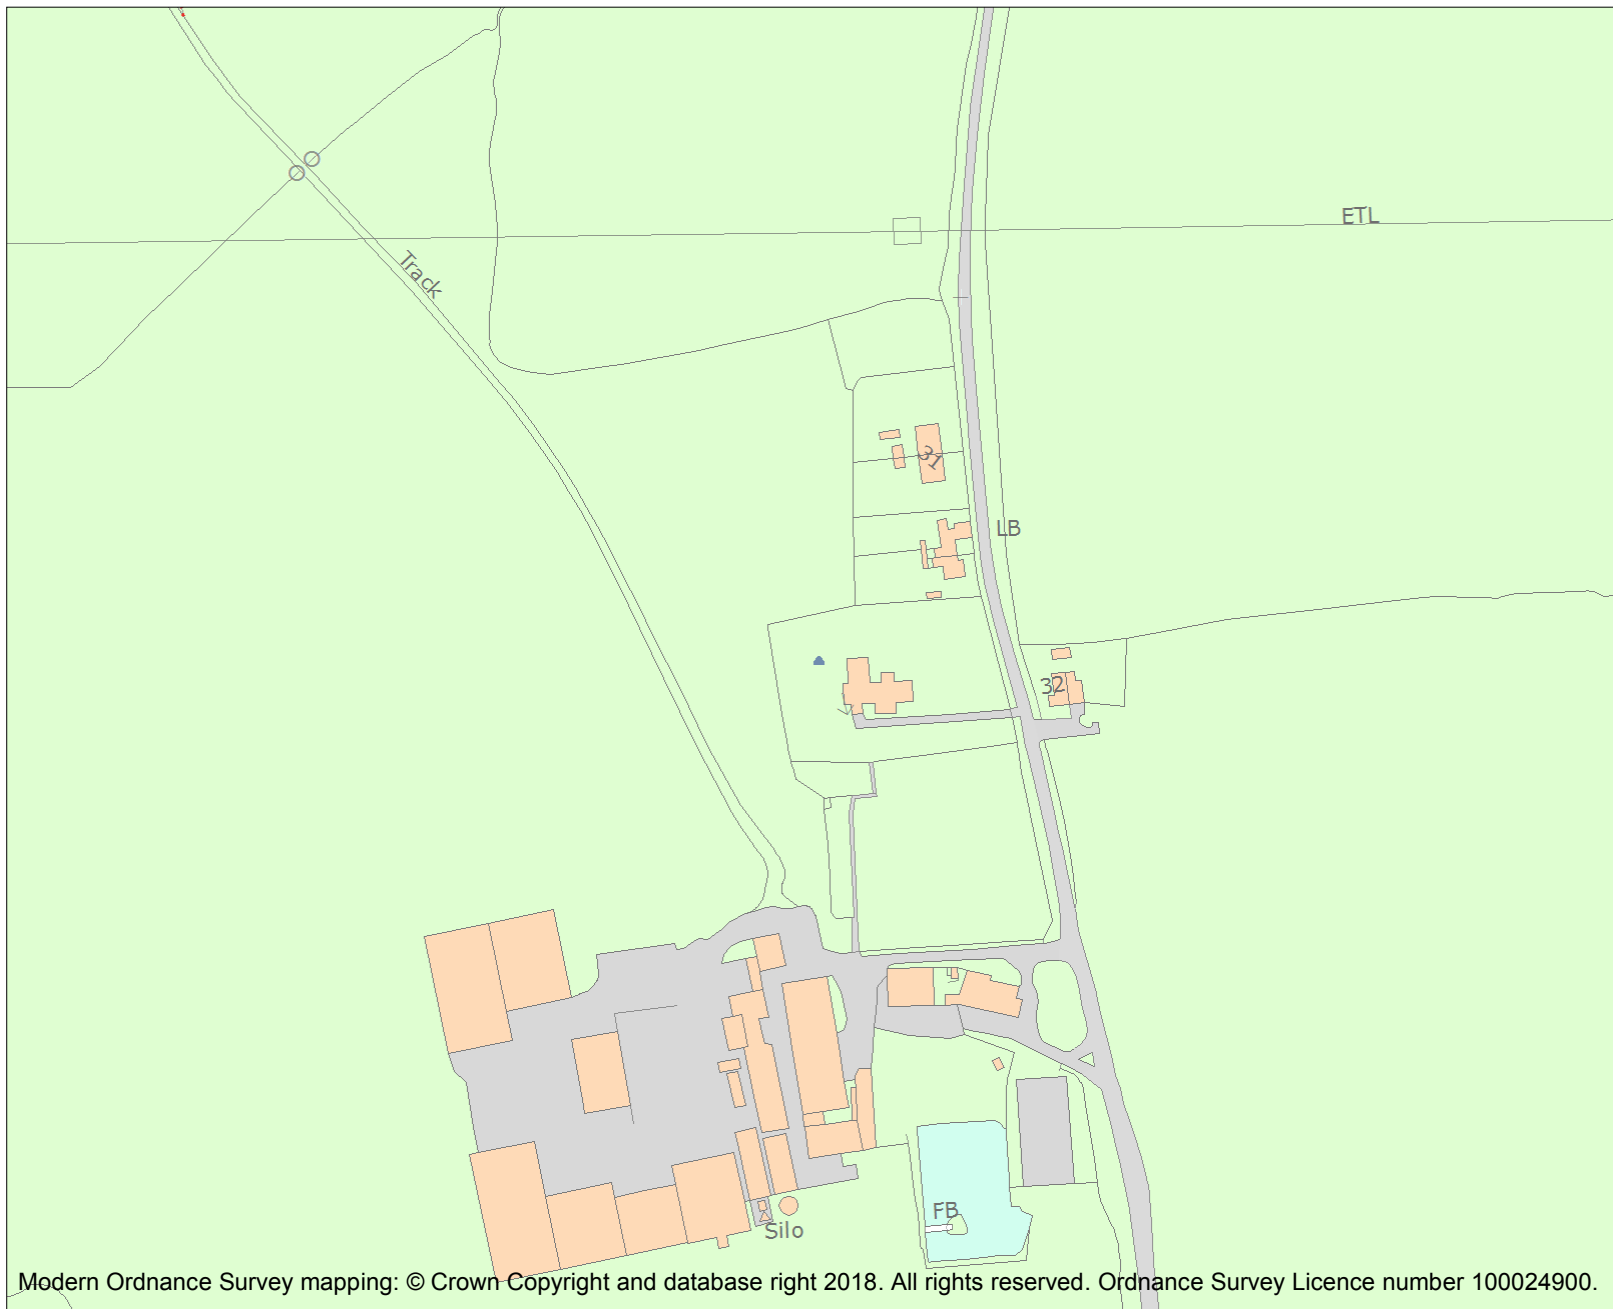 ETL
Track
31
LB
32
FB
Silo
Modern Ordnance Survey mapping: © Crown Copyright and database right 2018. All rights reserved. Ordnance Survey Licence number 100024900.